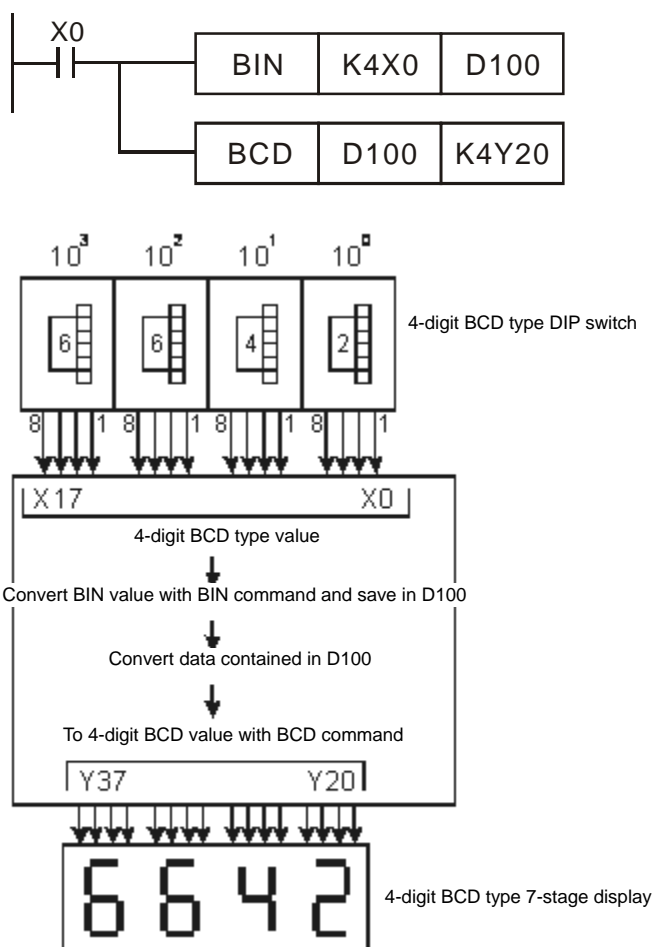 X0
BIN K4X0 D100
BCD D100 K4Y20
10³ 10² 10¹ 10⁰
6 6 4 2
4-digit BCD type DIP switch
8 1 8 1 8 1 8 1
X17 X0
4-digit BCD type value
Convert BIN value with BIN command and save in D100
Convert data contained in D100
To 4-digit BCD value with BCD command
Y37 Y20
6642
4-digit BCD type 7-stage display